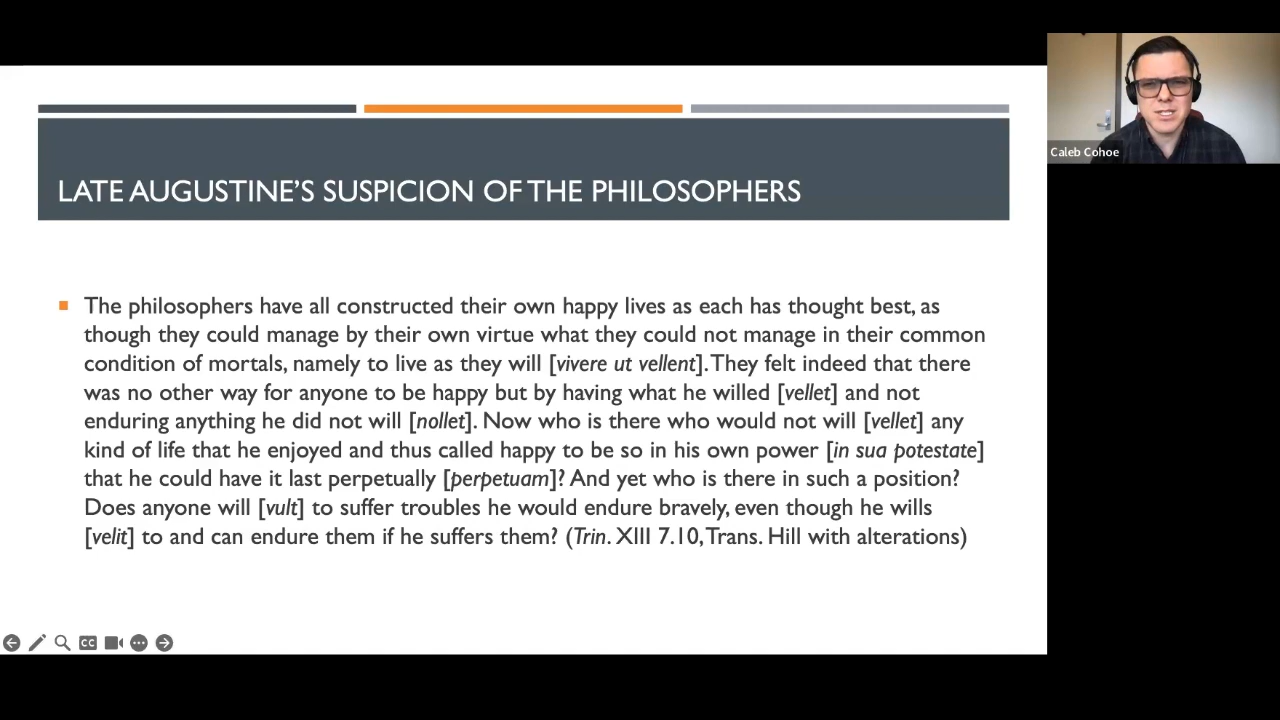 LATE AUGUSTINE'S SUSPICION OF THE PHILOSOPHERS
The philosophers have all constructed their own happy lives as each has thought best, as
though they could manage by their own virtue what they could not manage in their common
condition of mortals, namely to live as they will [vivere ut vellent]. They felt indeed that there
was no other way for anyone to be happy but by having what he willed [vellet] and not
enduring anything he did not will [nollet]. Now who is there who would not will [vellet] any
kind of life that he enjoyed and thus called happy to be so in his own power [in sua potestate]
that he could have it last perpetually [perpetuam]? And yet who is there in such a position?
Does anyone will [vult] to suffer troubles he would endure bravely, even though he wills
[velit] to and can endure them if he suffers them? (Trin. XIII 7.10, Trans. Hill with alterations)
Caleb Cohoe
CC